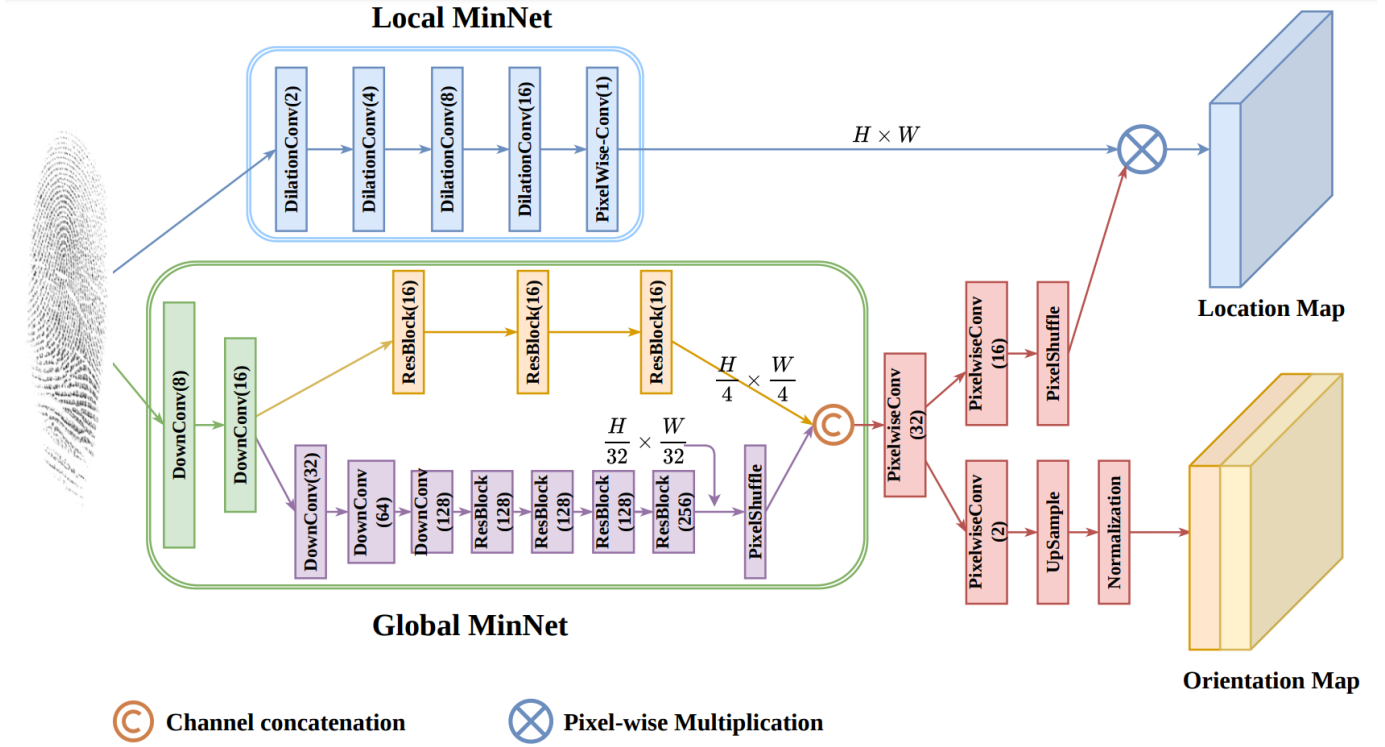 Local MinNet
DilationConv(2)
DilationConv(4)
DilationConv(8)
DilationConv(16)
PixelWise-Conv(1)
H × W
Location Map
DownConv(8)
DownConv(16)
ResBlock(16)
ResBlock(16)
ResBlock(16)
H/4 × W/4
C
DownConv(32)
DownConv
(64)
DownConv
(128)
ResBlock
(128)
ResBlock
(128)
ResBlock
(128)
ResBlock
(256)
H/32 × W/32
PixelShuffle
Global MinNet
PixelwiseConv
(32)
PixelwiseConv
(16)
PixelShuffle
PixelwiseConv
(2)
UpSample
Normalization
Orientation Map
C Channel concatenation
Pixel-wise Multiplication